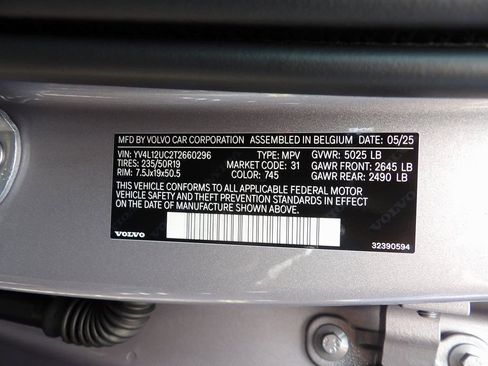 MFD BY VOLVO CAR CORPORATION ASSEMBLED IN BELGIUM DATE: 05/25
VIN: YV4L12UC2T2660296 TYPE: MPV GVWR: 5025 LB
TIRES: 235/50R19 MARKET CODE: 31 GAWR FRONT: 2645 LB
RIM: 7.5Jx19x50.5 COLOR: 745 GAWR REAR: 2490 LB
THIS VEHICLE CONFORMS TO ALL APPLICABLE FEDERAL MOTOR
VEHICLE SAFETY AND THEFT PREVENTION STANDARDS IN EFFECT
ON THE DATE OF MANUFACTURE SHOWN ABOVE.
VOLVO 32390594